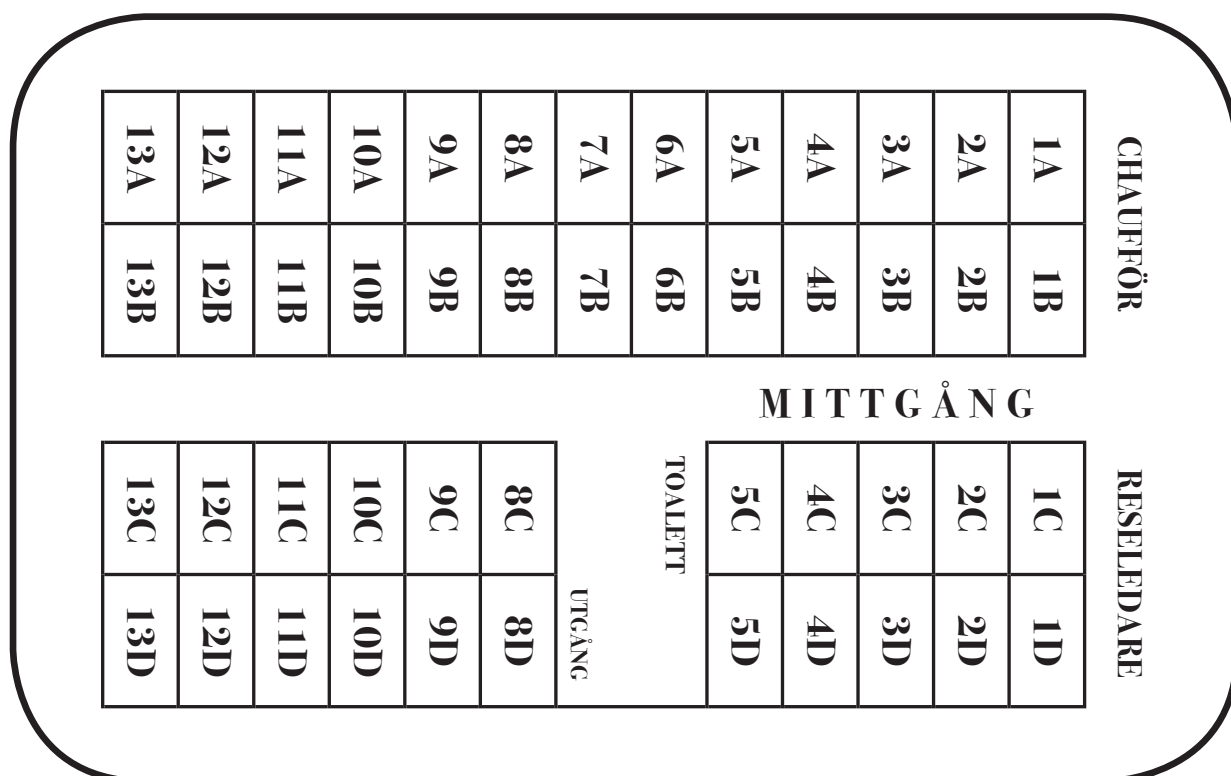 CHAUFFÖR
RESELEDARE
1A 1B 1C 1D
2A 2B 2C 2D
3A 3B 3C 3D
4A 4B 4C 4D
5A 5B 5C 5D
MITTGÅNG
6A 6B TOALETT
7A 7B UTGÅNG
8A 8B 8C 8D
9A 9B 9C 9D
10A 10B 10C 10D
11A 11B 11C 11D
12A 12B 12C 12D
13A 13B 13C 13D